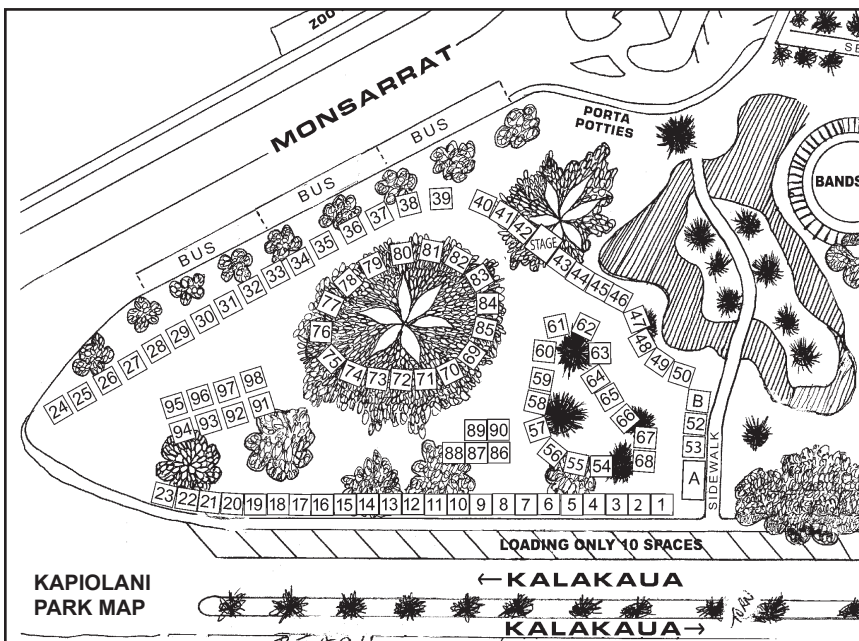 ZOO
MONSARRAT
BUS
BUS
BUS
PORTA
POTTIES
SE
BANDS
STAGE
24 25 26 27 28 29 30 31 32 33 34 35 36 37 38 39 40 41 42
43 44 45 46 47 48 49 50
B
52
53
A
SIDEWALK
80 81 82 83 84 85 69 70 71 72 73 74 75 76 77 78 79
61 62
60 63
59 64
58 65
57 66
67
56 55 54 68
95 96 97 98
94 93 92 91
89 90
88 87 86
23 22 21 20 19 18 17 16 15 14 13 12 11 10 9 8 7 6 5 4 3 2 1
LOADING ONLY 10 SPACES
KAPIOLANI
PARK MAP
←KALAKAUA
KALAKAUA→